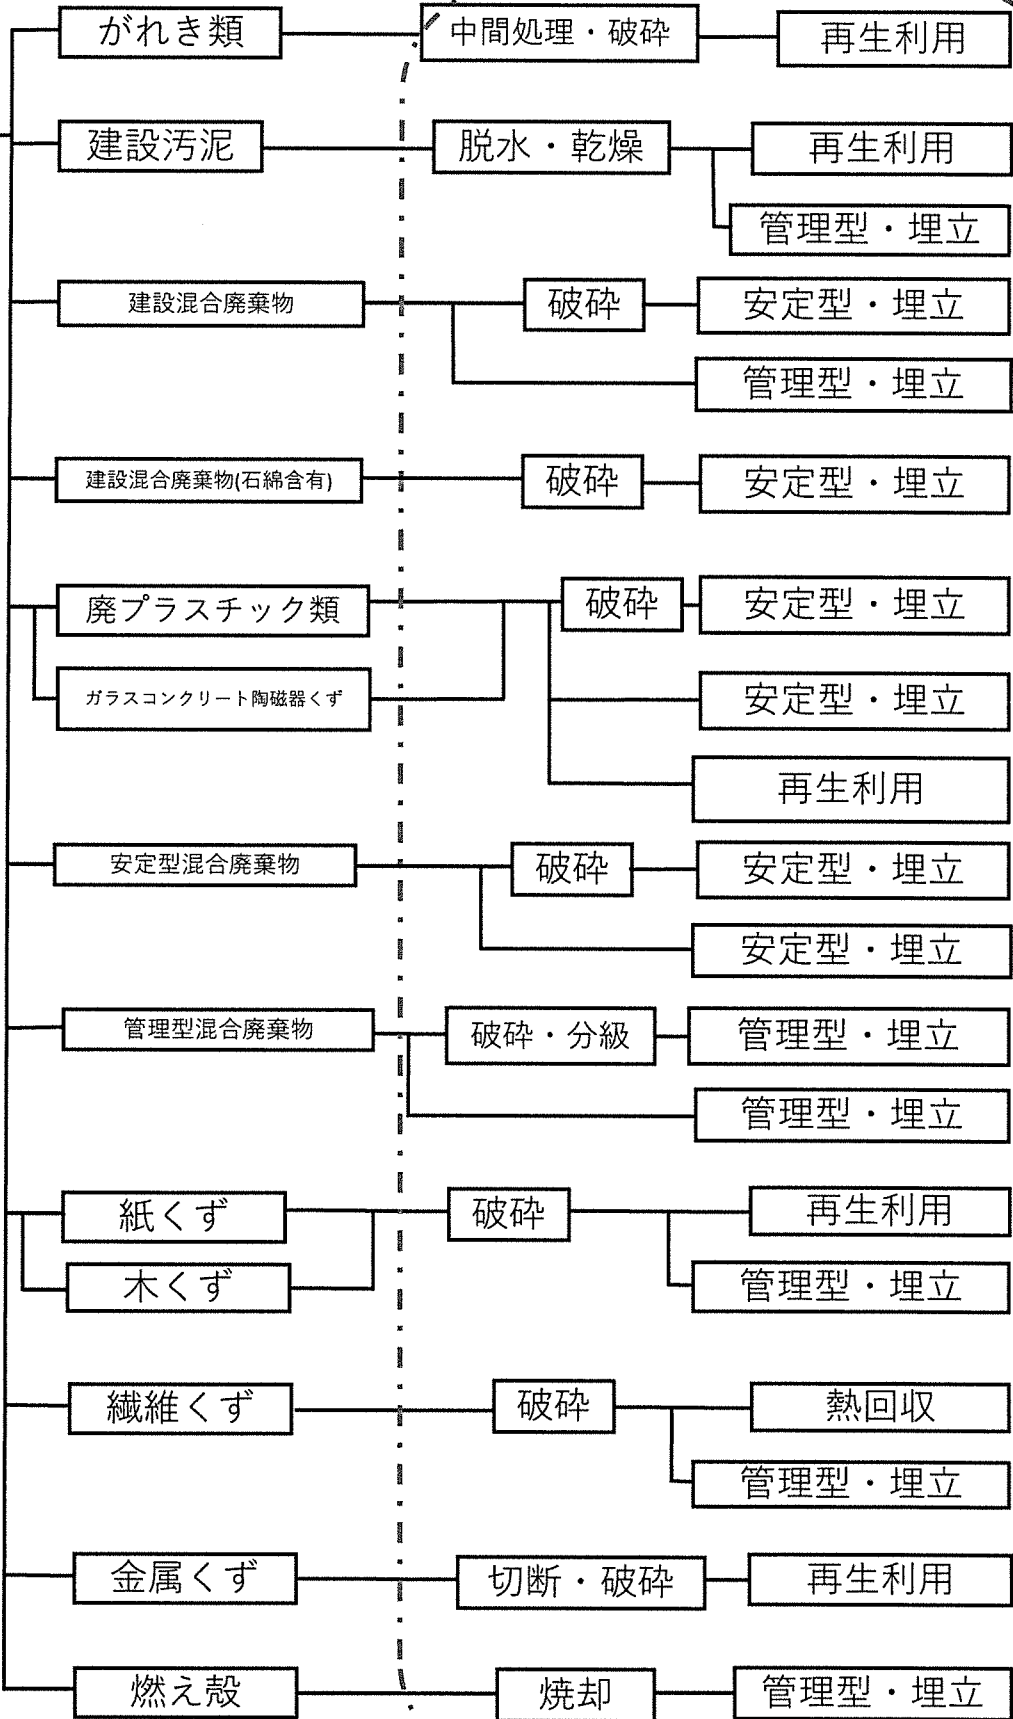 がれき類 中間処理・破砕 再生利用
建設汚泥 脱水・乾燥 再生利用
管理型・埋立
建設混合廃棄物 破砕 安定型・埋立
管理型・埋立
建設混合廃棄物(石綿含有) 破砕 安定型・埋立
廃プラスチック類 破砕 安定型・埋立
ガラスコンクリート陶磁器くず 安定型・埋立
再生利用
安定型混合廃棄物 破砕 安定型・埋立
安定型・埋立
管理型混合廃棄物 破砕・分級 管理型・埋立
管理型・埋立
紙くず 破砕 再生利用
木くず 管理型・埋立
繊維くず 破砕 熱回収
管理型・埋立
金属くず 切断・破砕 再生利用
燃え殻 焼却 管理型・埋立